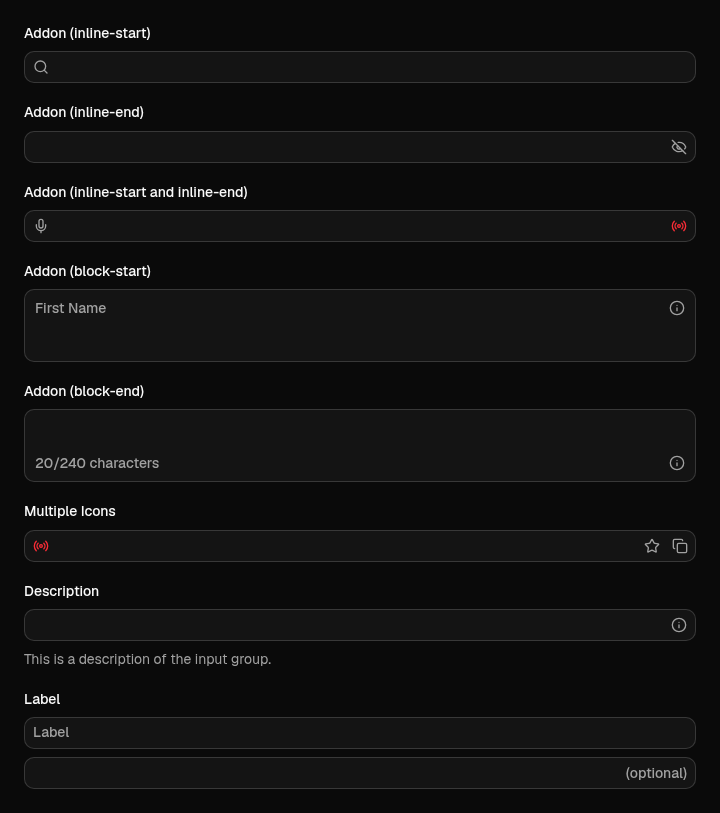 Addon (inline-start)
Addon (inline-end)
Addon (inline-start and inline-end)
Addon (block-start)
First Name
Addon (block-end)
20/240 characters
Multiple Icons
Description
This is a description of the input group.
Label
Label
(optional)